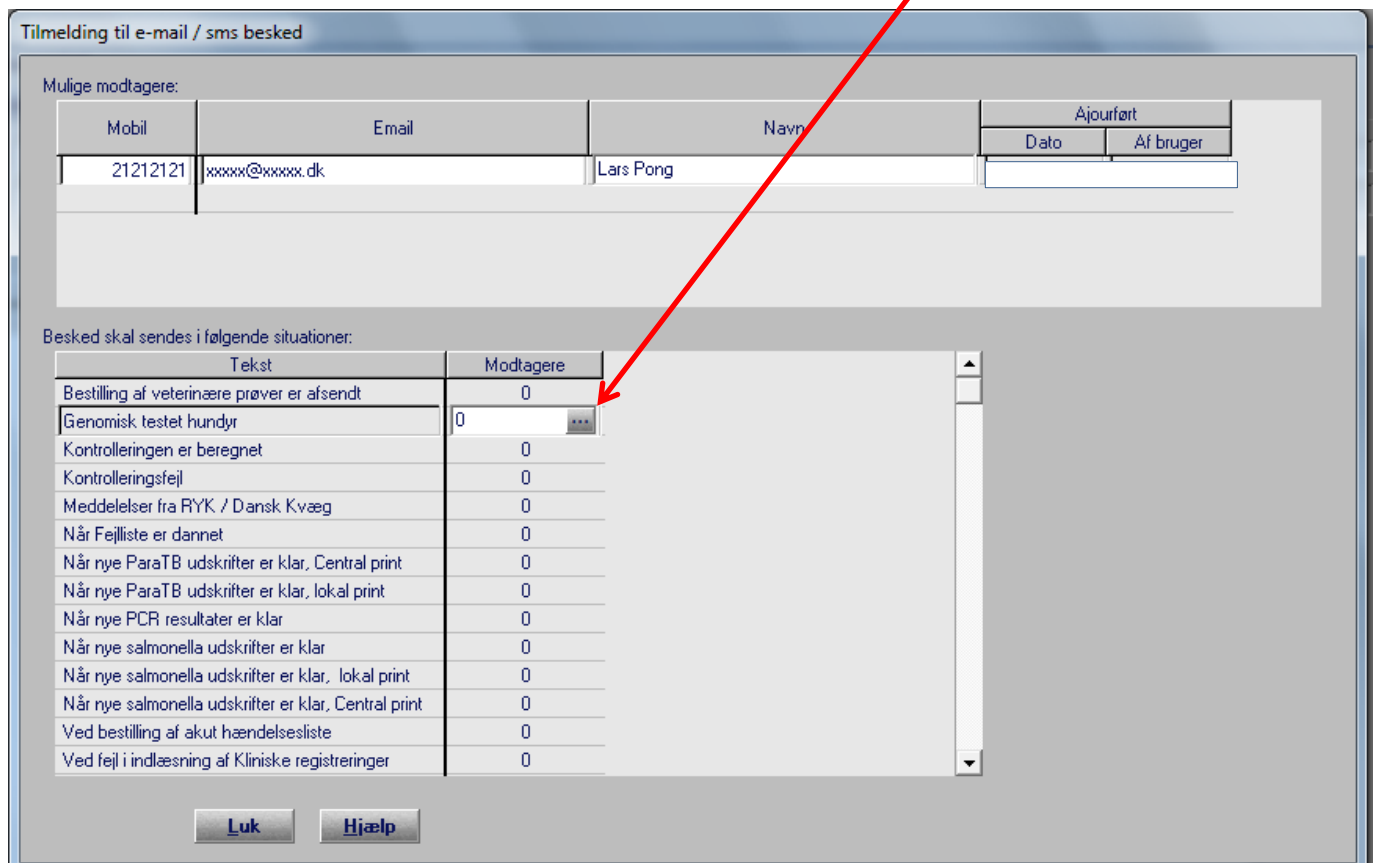 Tilmelding til e-mail / sms besked
Mulige modtagere:
Mobil Email Navn Ajourført
Dato Af bruger
21212121 xxxxx@xxxxx.dk Lars Pong
Besked skal sendes i følgende situationer:
Tekst Modtagere
Bestilling af veterinære prøver er afsendt 0
Genomisk testet hundyr 0 ...
Kontrolleringen er beregnet 0
Kontrolleringsfejl 0
Meddelelser fra RYK / Dansk Kvæg 0
Når Fejlliste er dannet 0
Når nye ParaTB udskrifter er klar, Central print 0
Når nye ParaTB udskrifter er klar, lokal print 0
Når nye PCR resultater er klar 0
Når nye salmonella udskrifter er klar 0
Når nye salmonella udskrifter er klar, lokal print 0
Når nye salmonella udskrifter er klar, Central print 0
Ved bestilling af akut hændelsesliste 0
Ved fejl i indlæsning af Kliniske registreringer 0
Luk Hjælp